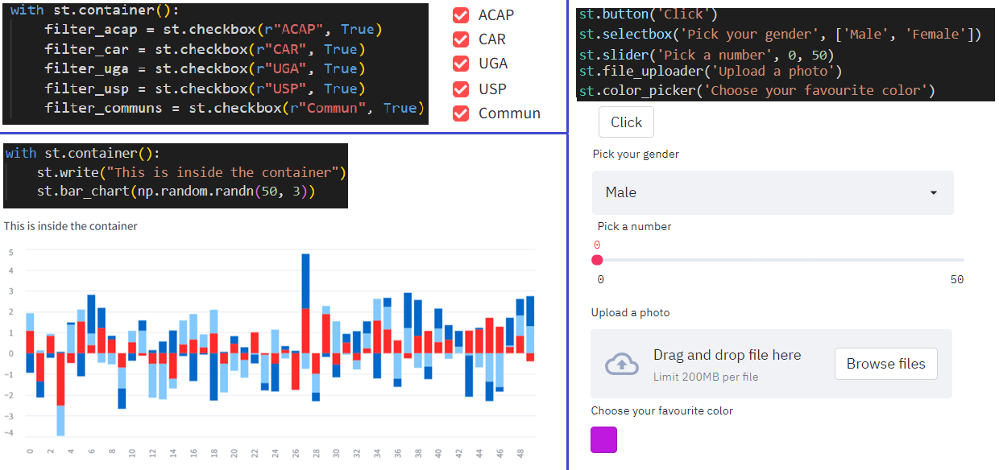 with st.container():
filter_acap = st.checkbox(r"ACAP", True)
filter_car = st.checkbox(r"CAR", True)
filter_uga = st.checkbox(r"UGA", True)
filter_usp = st.checkbox(r"USP", True)
filter_communs = st.checkbox(r"Commun", True)
ACAP
CAR
UGA
USP
Commun
with st.container():
st.write("This is inside the container")
st.bar_chart(np.random.randn(50, 3))
This is inside the container
5
4
3
2
1
0
−1
−2
−3
−4
0 2 4 6 8 10 12 14 16 18 20 22 24 26 28 30 32 34 36 38 40 42 44 46 48
st.button('Click')
st.selectbox('Pick your gender', ['Male', 'Female'])
st.slider('Pick a number', 0, 50)
st.file_uploader('Upload a photo')
st.color_picker('Choose your favourite color')
Click
Pick your gender
Male
Pick a number
0
0 50
Upload a photo
Drag and drop file here
Limit 200MB per file
Browse files
Choose your favourite color